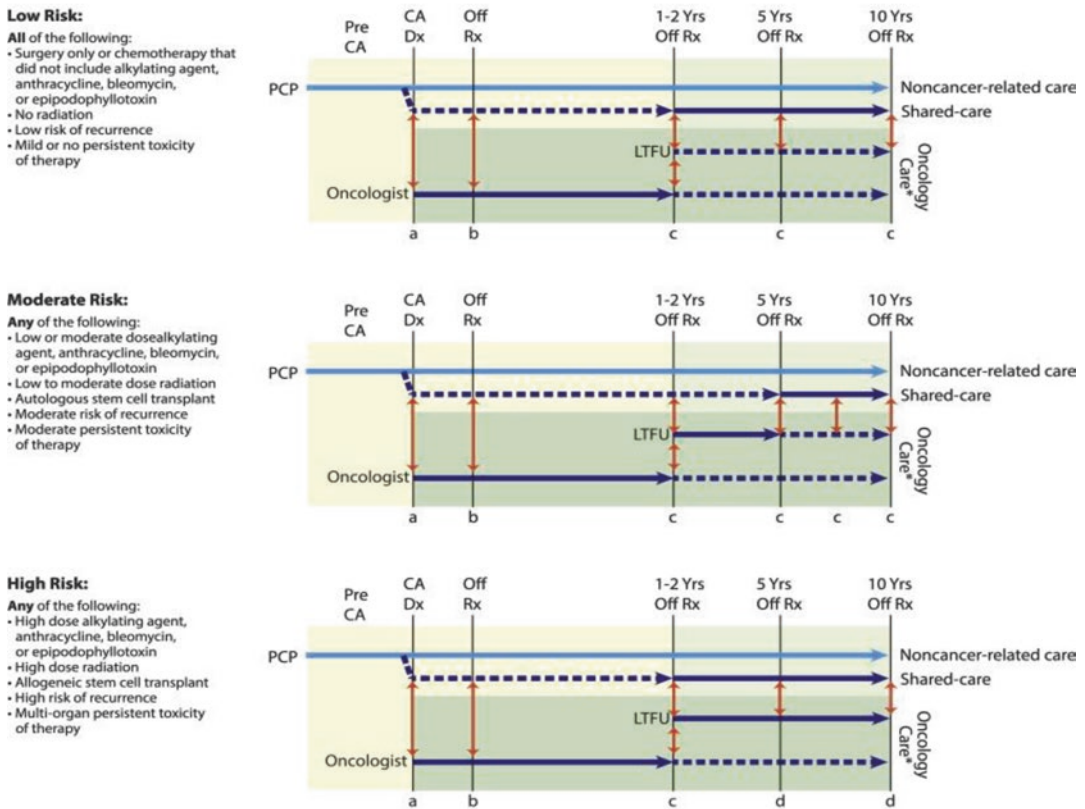 Low Risk:
All of the following:
• Surgery only or chemotherapy that
did not include alkylating agent,
anthracycline, bleomycin,
or epipodophyllotoxin
• No radiation
• Low risk of recurrence
• Mild or no persistent toxicity
of therapy
Pre
CA
CA
Dx
Off
Rx
1-2 Yrs
Off Rx
5 Yrs
Off Rx
10 Yrs
Off Rx
PCP
Noncancer-related care
Shared-care
LTFU
Oncologist
Oncology
Care*
a
b
c
c
c
Moderate Risk:
Any of the following:
• Low or moderate dosealkylating
agent, anthracycline, bleomycin,
or epipodophyllotoxin
• Low to moderate dose radiation
• Autologous stem cell transplant
• Moderate risk of recurrence
• Moderate persistent toxicity
of therapy
Pre
CA
CA
Dx
Off
Rx
1-2 Yrs
Off Rx
5 Yrs
Off Rx
10 Yrs
Off Rx
PCP
Noncancer-related care
Shared-care
LTFU
Oncologist
Oncology
Care*
a
b
c
c
c
c
High Risk:
Any of the following:
• High dose alkylating agent,
anthracycline, bleomycin,
or epipodophyllotoxin
• High dose radiation
• Allogeneic stem cell transplant
• High risk of recurrence
• Multi-organ persistent toxicity
of therapy
Pre
CA
CA
Dx
Off
Rx
1-2 Yrs
Off Rx
5 Yrs
Off Rx
10 Yrs
Off Rx
PCP
Noncancer-related care
Shared-care
LTFU
Oncologist
Oncology
Care*
a
b
c
d
d